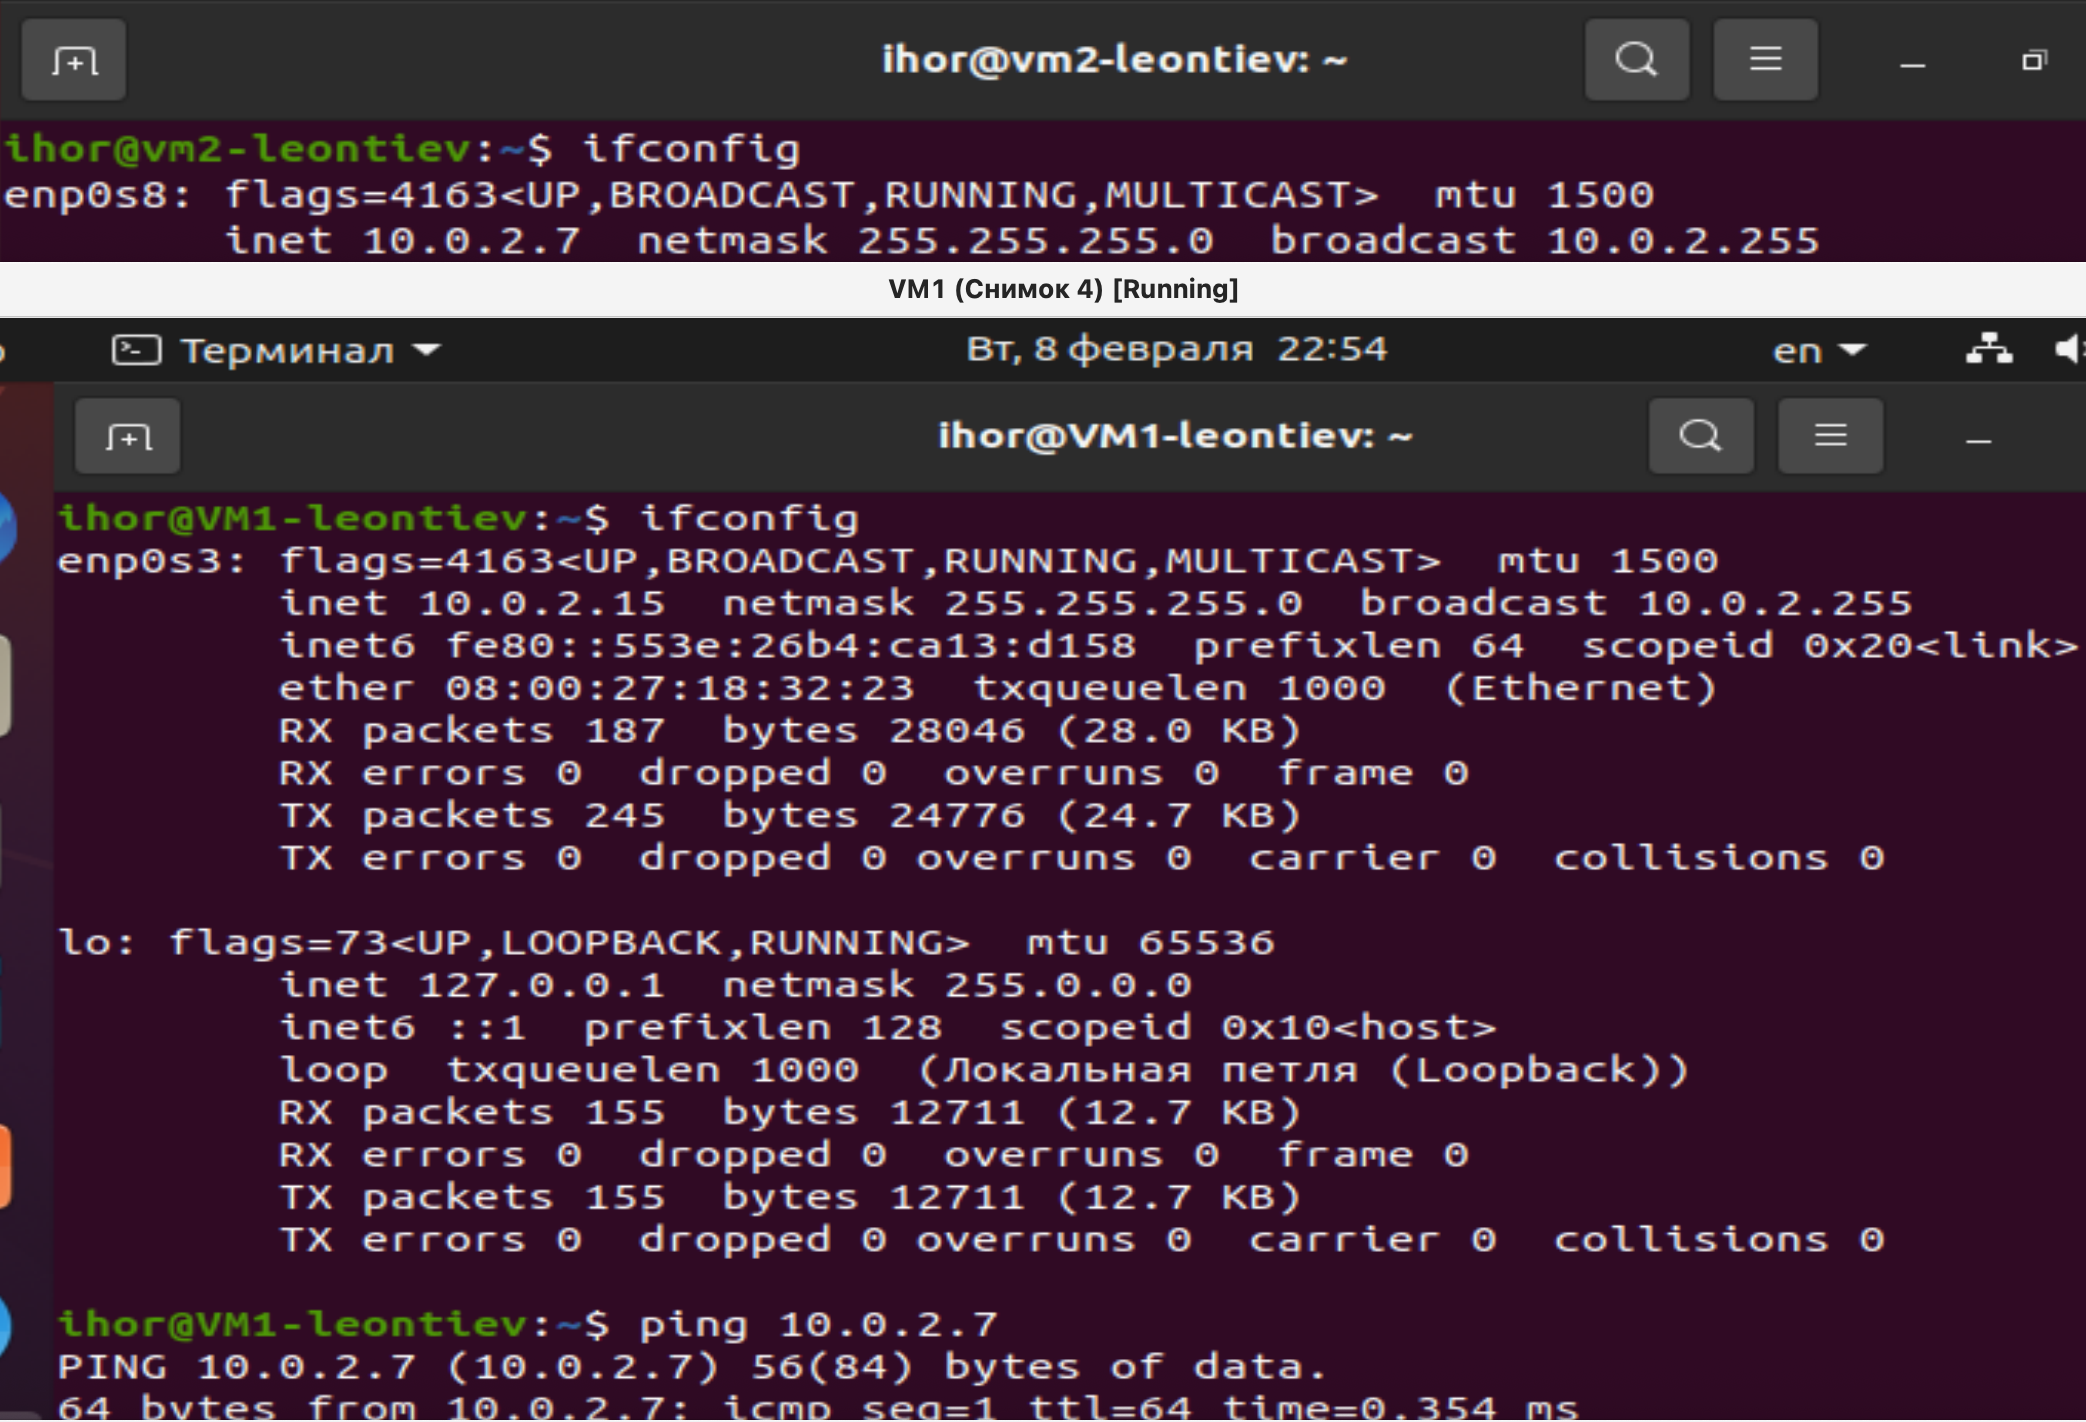 ihor@vm2-leontiev: ~
ihor@vm2-leontiev:~$ ifconfig
enp0s8: flags=4163<UP,BROADCAST,RUNNING,MULTICAST>  mtu 1500
        inet 10.0.2.7  netmask 255.255.255.0  broadcast 10.0.2.255
VM1 (Снимок 4) [Running]
Терминал Вт, 8 февраля 22:54 en
ihor@VM1-leontiev: ~
ihor@VM1-leontiev:~$ ifconfig
enp0s3: flags=4163<UP,BROADCAST,RUNNING,MULTICAST>  mtu 1500
        inet 10.0.2.15  netmask 255.255.255.0  broadcast 10.0.2.255
        inet6 fe80::553e:26b4:ca13:d158  prefixlen 64  scopeid 0x20<link>
        ether 08:00:27:18:32:23  txqueuelen 1000  (Ethernet)
        RX packets 187  bytes 28046 (28.0 KB)
        RX errors 0  dropped 0  overruns 0  frame 0
        TX packets 245  bytes 24776 (24.7 KB)
        TX errors 0  dropped 0 overruns 0  carrier 0  collisions 0
lo: flags=73<UP,LOOPBACK,RUNNING>  mtu 65536
        inet 127.0.0.1  netmask 255.0.0.0
        inet6 ::1  prefixlen 128  scopeid 0x10<host>
        loop  txqueuelen 1000  (Локальная петля (Loopback))
        RX packets 155  bytes 12711 (12.7 KB)
        RX errors 0  dropped 0  overruns 0  frame 0
        TX packets 155  bytes 12711 (12.7 KB)
        TX errors 0  dropped 0 overruns 0  carrier 0  collisions 0
ihor@VM1-leontiev:~$ ping 10.0.2.7
PING 10.0.2.7 (10.0.2.7) 56(84) bytes of data.
64 bytes from 10.0.2.7: icmp_seq=1 ttl=64 time=0.354 ms